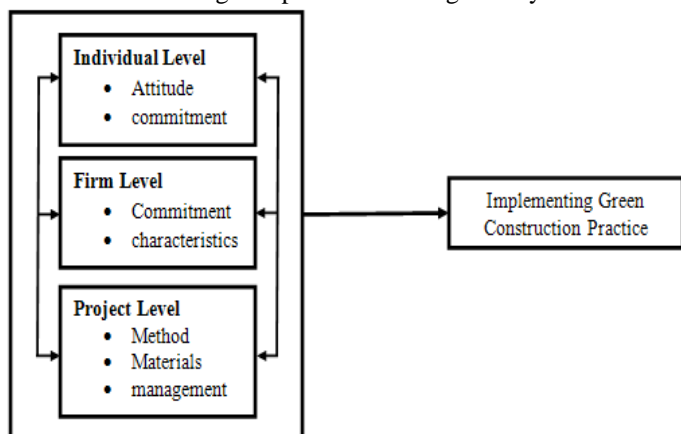 Individual Level
• Attitude
• commitment
Firm Level
• Commitment
• characteristics
Project Level
• Method
• Materials
• management
Implementing Green
Construction Practice